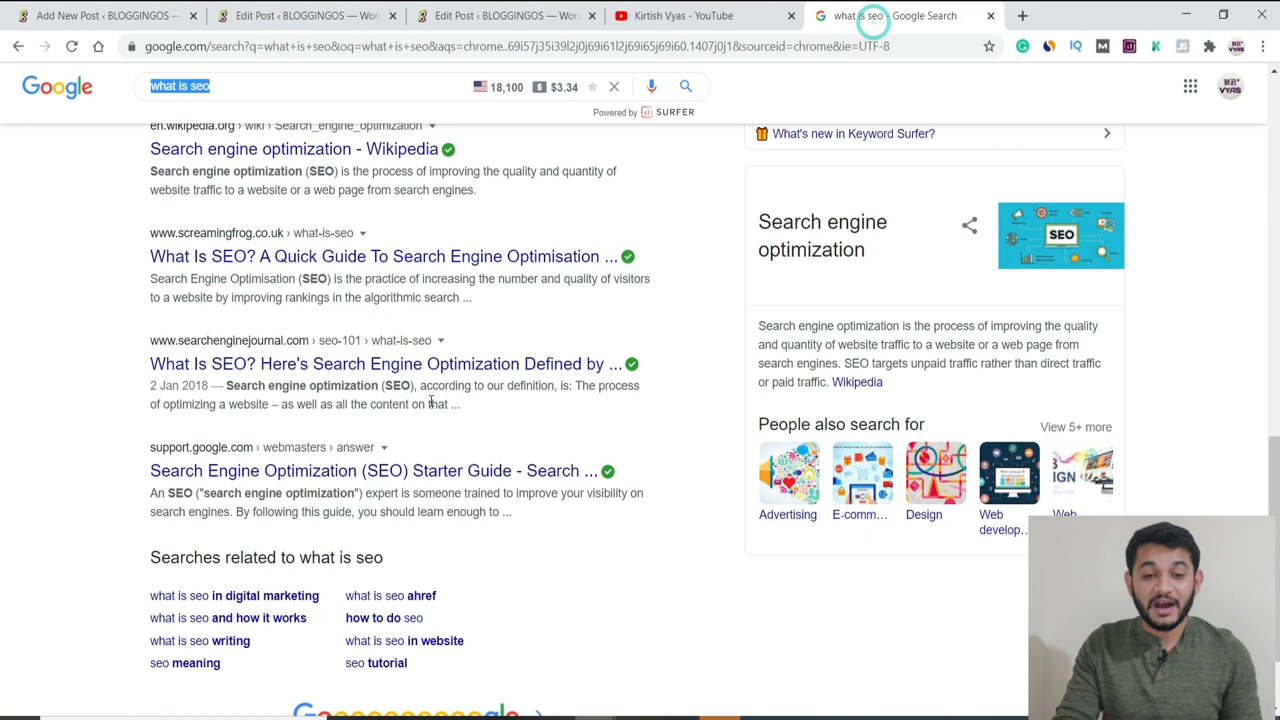 Add New Post ‹ BLOGGINGOS — W
Edit Post ‹ BLOGGINGOS — Wor
Edit Post ‹ BLOGGINGOS — Wor
Kirtish Vyas - YouTube
what is seo - Google Search
google.com/search?q=what+is+seo&oq=what+is+seo&aqs=chrome..69i57j35i39l2j0j69i61l2j69i65j69i60.1407j0j1&sourceid=chrome&ie=UTF-8
Google
what is seo
18,100
$3.34
Powered by SURFER
MR VYAS
en.wikipedia.org › wiki › Search_engine_optimization
Search engine optimization - Wikipedia
Search engine optimization (SEO) is the process of improving the quality and quantity of
website traffic to a website or a web page from search engines.
www.screamingfrog.co.uk › what-is-seo
What Is SEO? A Quick Guide To Search Engine Optimisation ...
Search Engine Optimisation (SEO) is the practice of increasing the number and quality of visitors
to a website by improving rankings in the algorithmic search ...
www.searchenginejournal.com › seo-101 › what-is-seo
What Is SEO? Here's Search Engine Optimization Defined by ...
2 Jan 2018 — Search engine optimization (SEO), according to our definition, is: The process
of optimizing a website – as well as all the content on that ...
support.google.com › webmasters › answer
Search Engine Optimization (SEO) Starter Guide - Search ...
An SEO ("search engine optimization") expert is someone trained to improve your visibility on
search engines. By following this guide, you should learn enough to ...
Searches related to what is seo
what is seo in digital marketing
what is seo ahref
what is seo and how it works
how to do seo
what is seo writing
what is seo in website
seo meaning
seo tutorial
What's new in Keyword Surfer?
Search engine
optimization
SEO
Search engine optimization is the process of improving the quality
and quantity of website traffic to a website or a web page from
search engines. SEO targets unpaid traffic rather than direct traffic
or paid traffic. Wikipedia
People also search for
View 5+ more
Advertising
E-comm...
Design
Web
develop...
Web